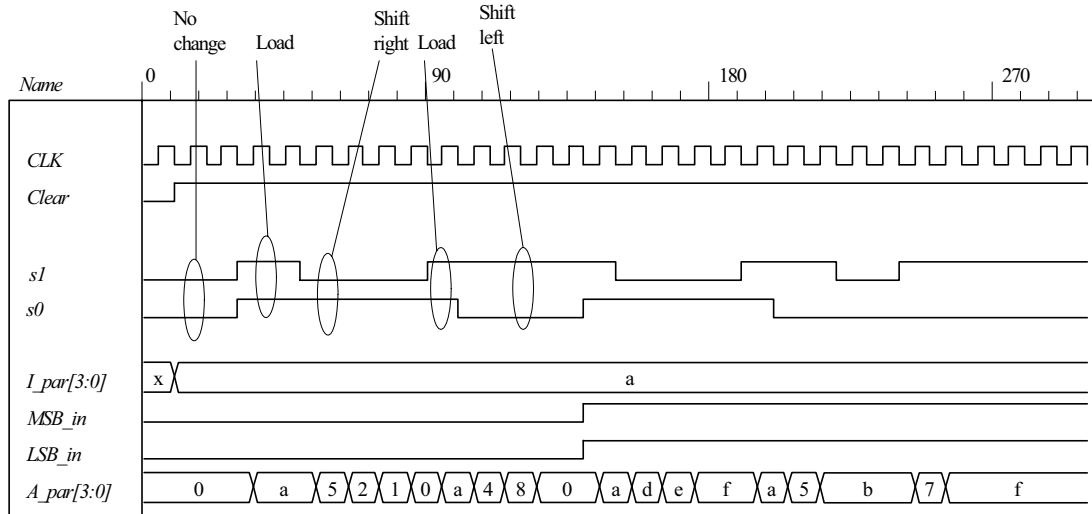 No change
Load
Shift right
Load
Shift left
Name
0 90 180 270
CLK
Clear
s1
s0
I_par[3:0] x a
MSB_in
LSB_in
A_par[3:0] 0 a 5 2 1 0 a 4 8 0 a d e f a 5 b 7 f